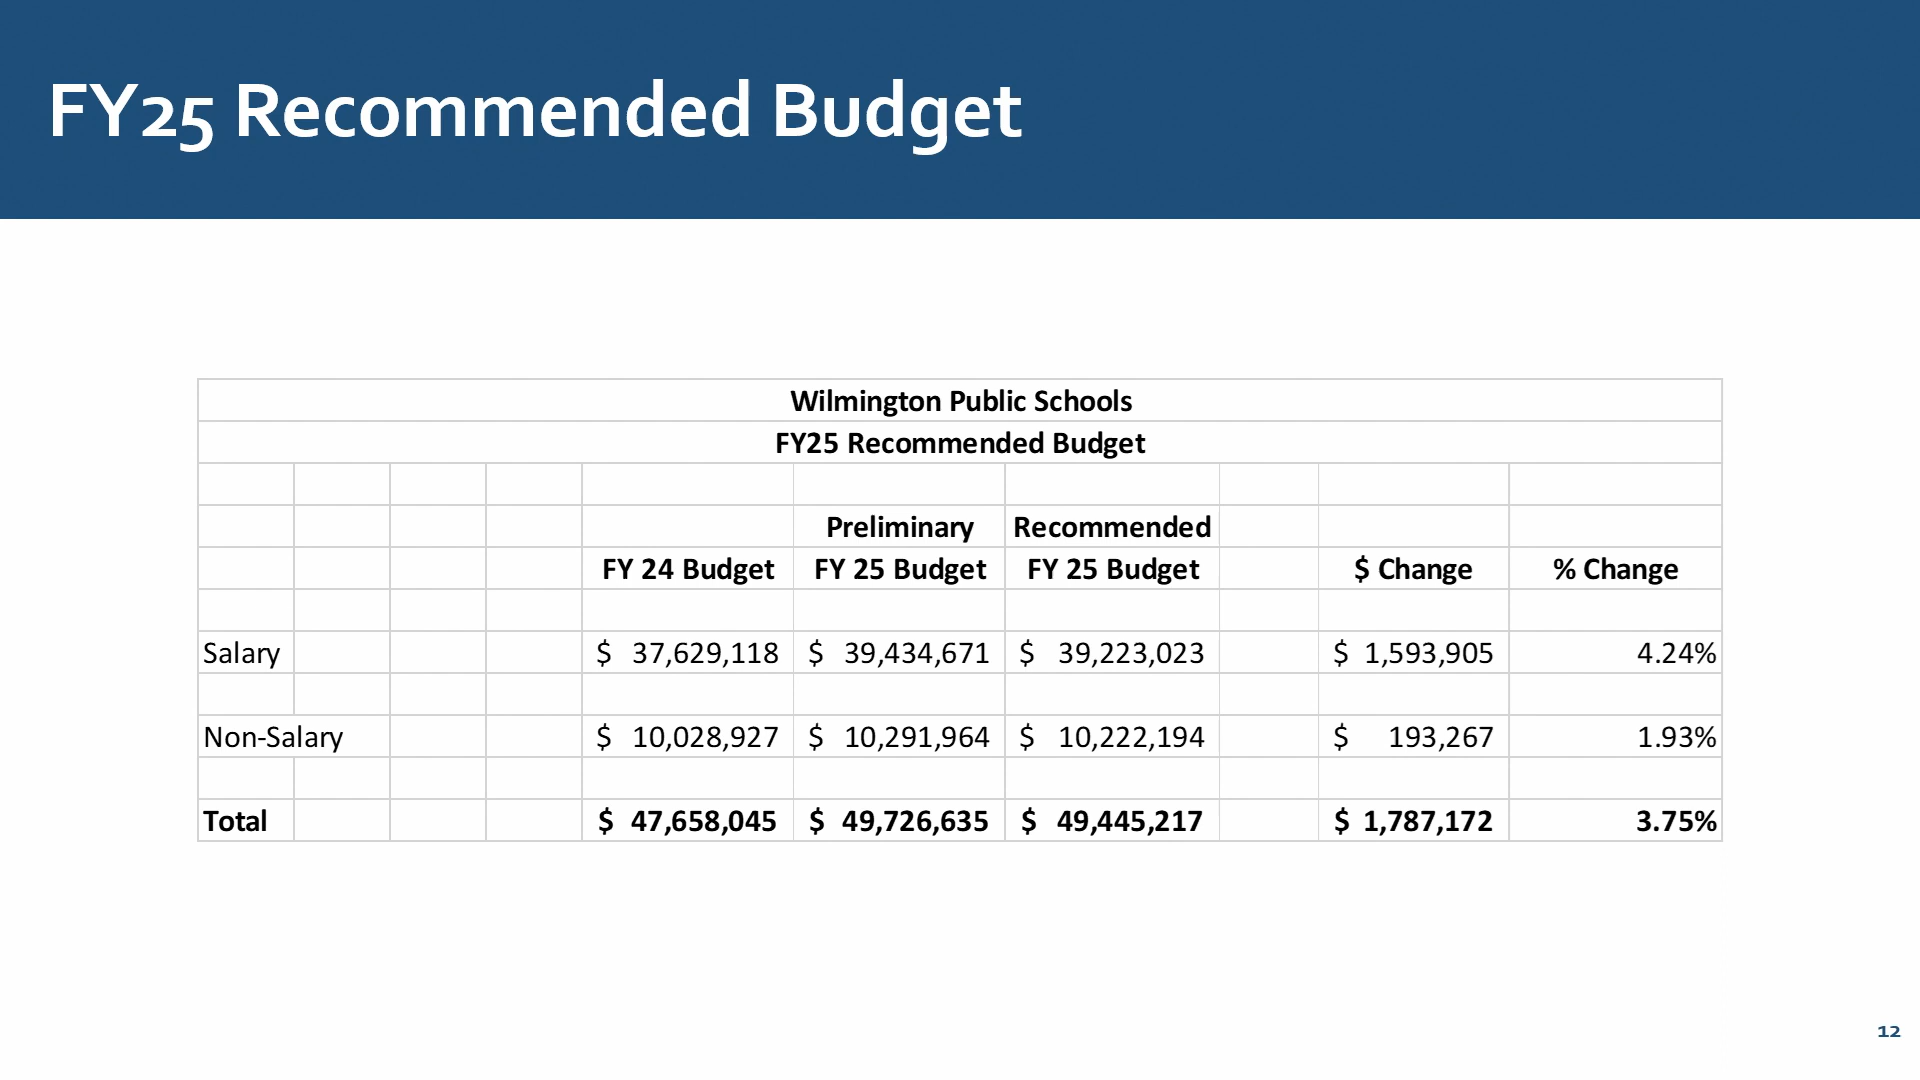 FY25 Recommended Budget
Wilmington Public Schools
FY25 Recommended Budget
Preliminary Recommended
FY 24 Budget FY 25 Budget FY 25 Budget $ Change % Change
Salary $ 37,629,118 $ 39,434,671 $ 39,223,023 $ 1,593,905 4.24%
Non-Salary $ 10,028,927 $ 10,291,964 $ 10,222,194 $ 193,267 1.93%
Total $ 47,658,045 $ 49,726,635 $ 49,445,217 $ 1,787,172 3.75%
12